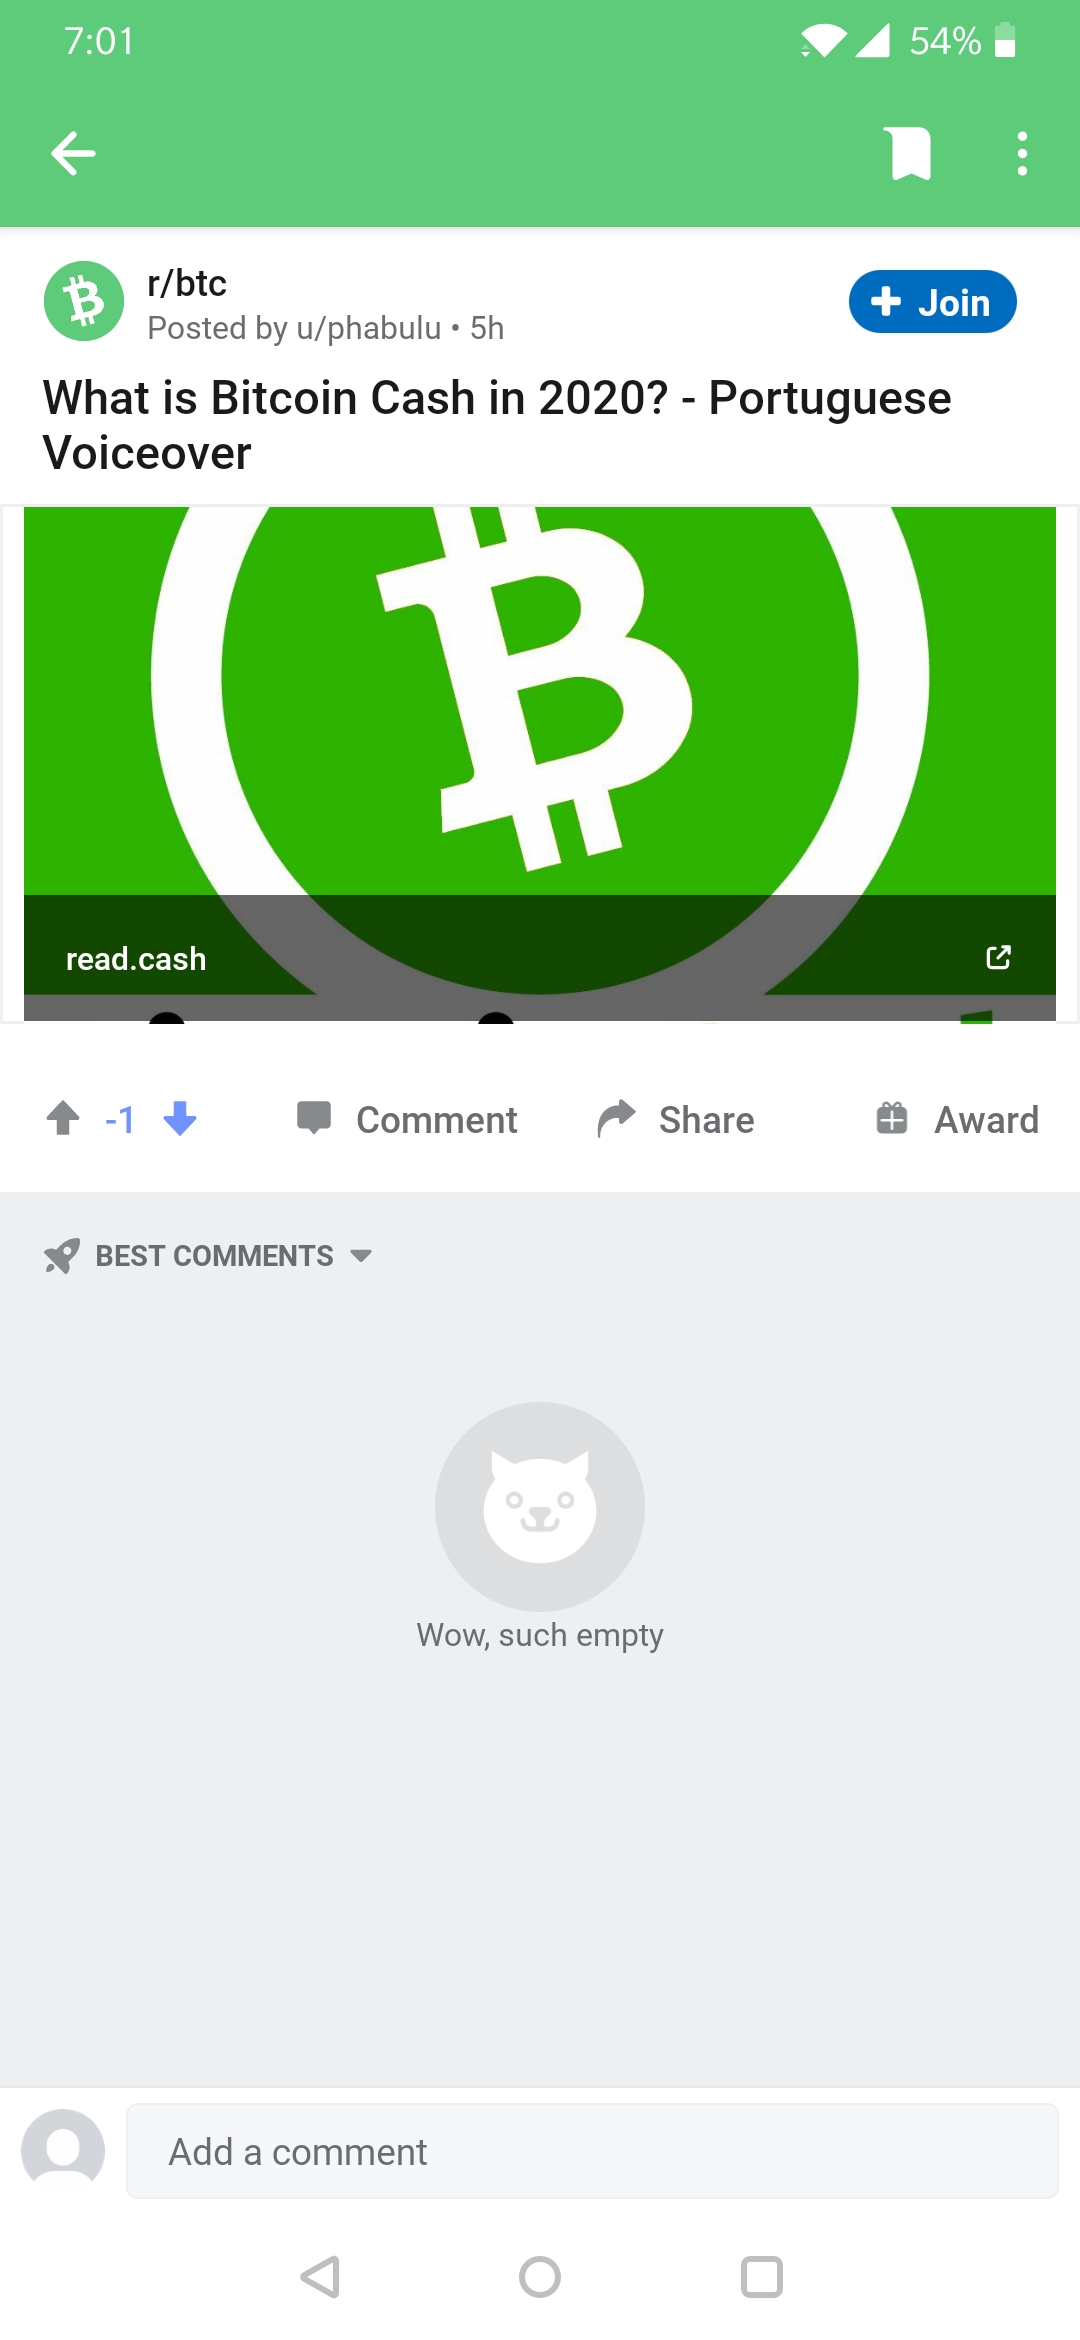 7:01
54%
r/btc
Posted by u/phabulu • 5h
Join
What is Bitcoin Cash in 2020? - Portuguese
Voiceover
read.cash
-1
Comment
Share
Award
BEST COMMENTS
Wow, such empty
Add a comment